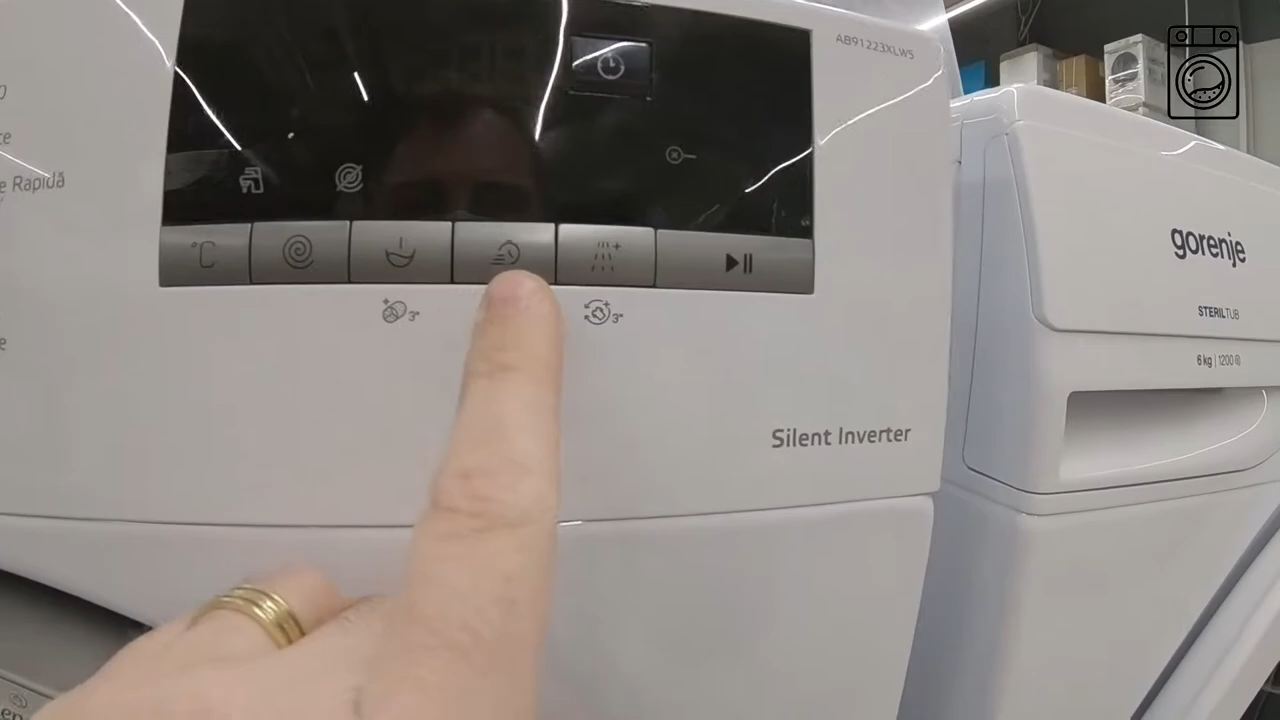 AB91223XLWS
e Rapidă
°C
3"
3"
Silent Inverter
gorenje
STERILTUB
6 kg | 1200